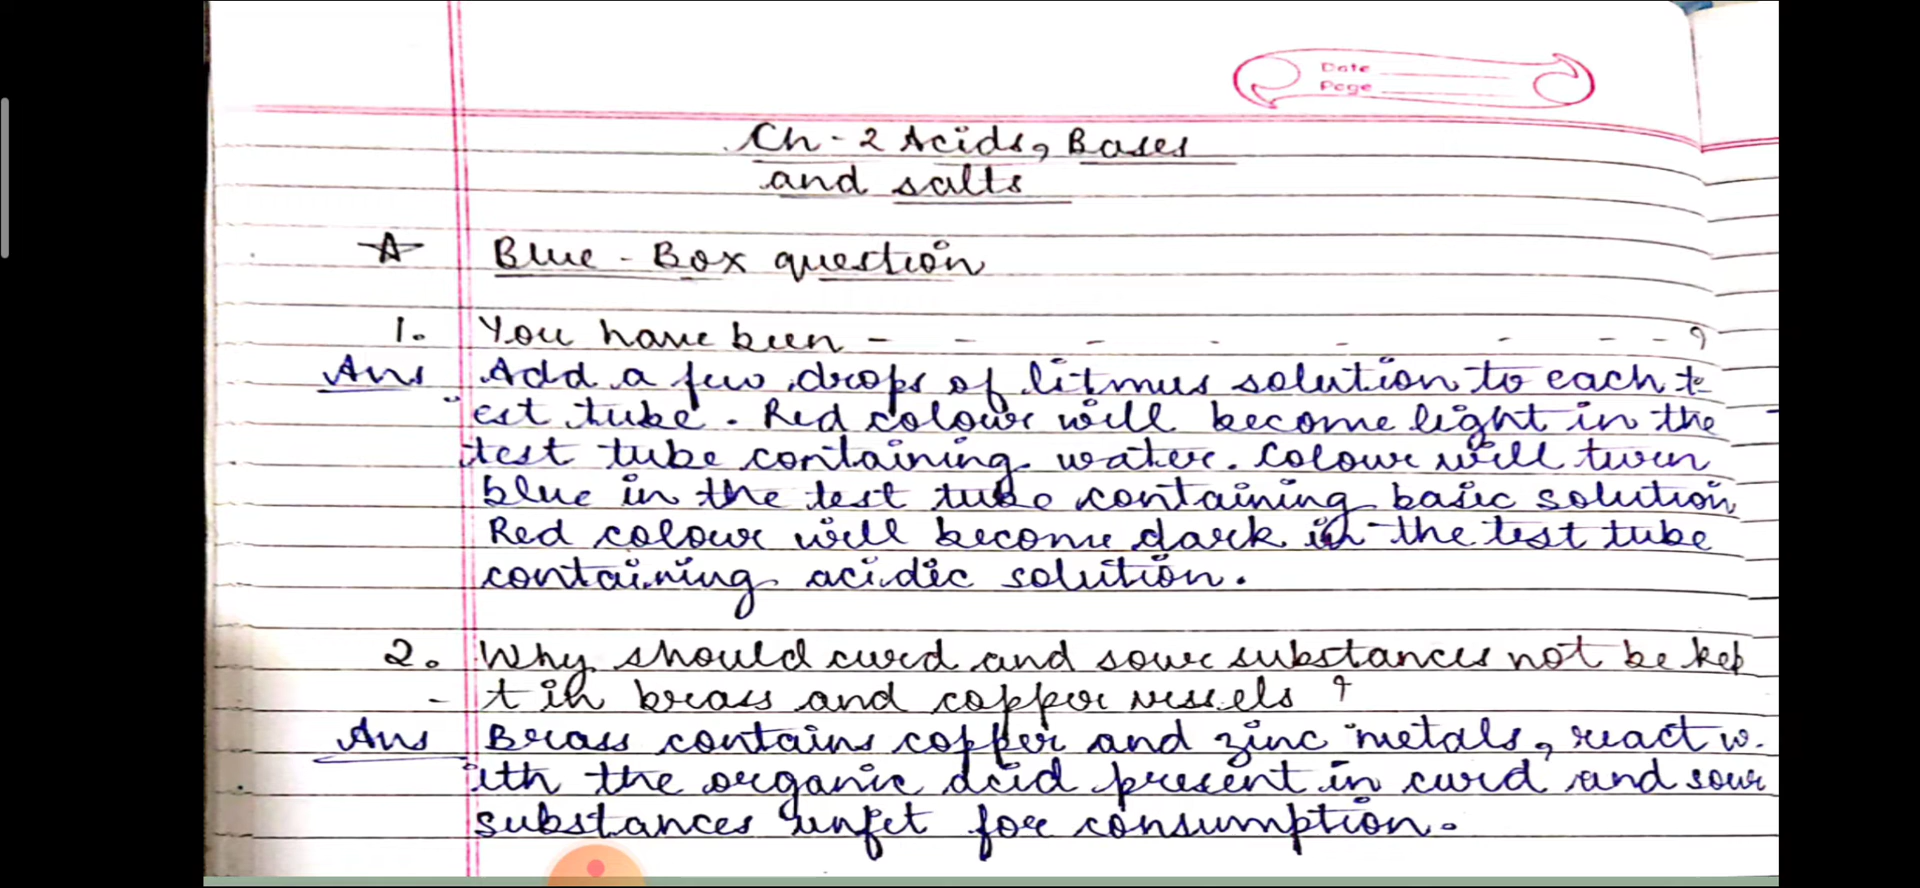 Date
Page
Ch - 2 Acids, Bases
and salts
☆ Blue - Box question
1. You have been - - - - - - - - ?
Ans Add a few drops of litmus solution to each t
est tube. Red colour will become light in the
test tube containing water. Colour will turn
blue in the test tube containing basic solution
Red colour will become dark in the test tube
containing acidic solution.
2. Why should curd and sour substances not be kep
- t in brass and copper vessels ?
Ans Brass contains copper and zinc metals, react w.
ith the organic acid present in curd and sour
substances unfit for consumption.